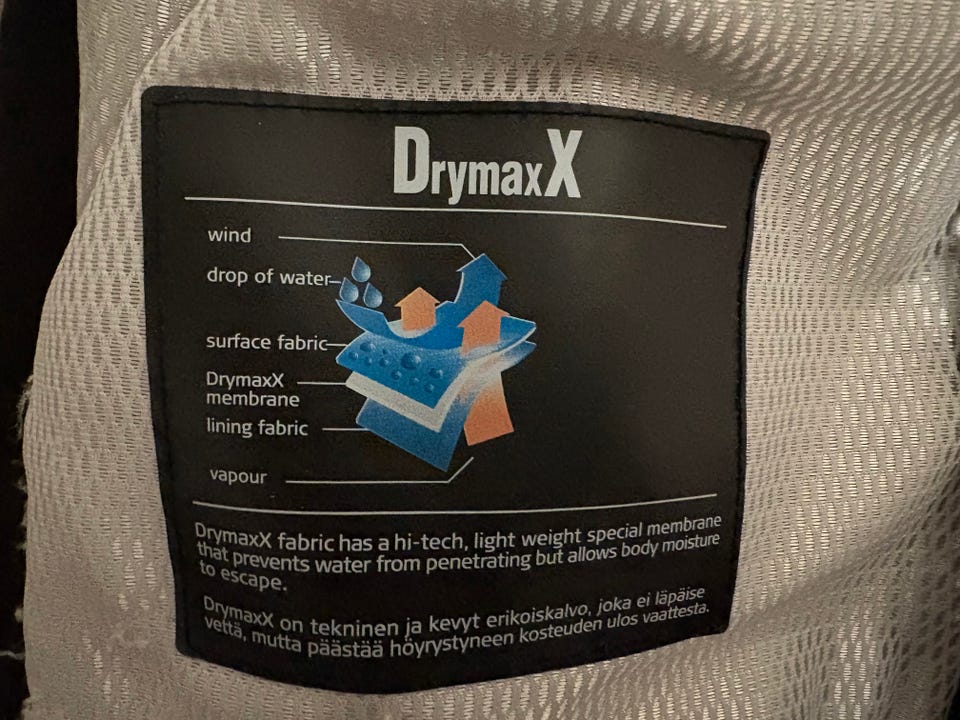 DrymaxX
wind
drop of water
surface fabric
DrymaxX
membrane
lining fabric
vapour
DrymaxX fabric has a hi-tech, light weight special membrane
that prevents water from penetrating but allows body moisture
to escape.
DrymaxX on tekninen ja kevyt erikoiskalvo, joka ei läpäise
vettä, mutta päästää höyrystyneen kosteuden ulos vaattesta.